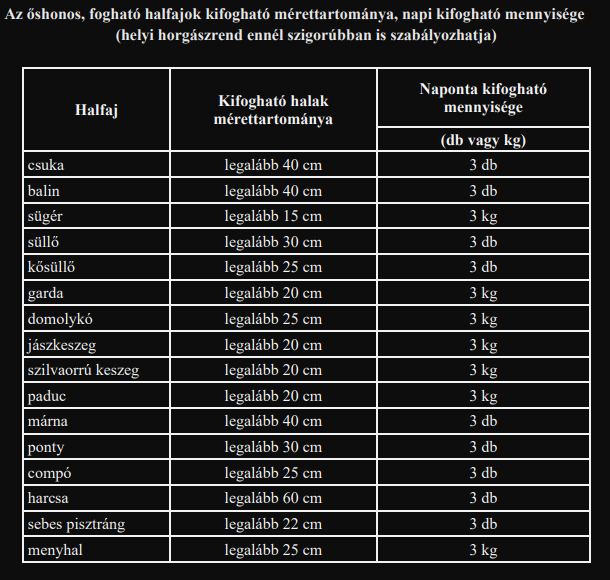 Az őshonos, fogható halfajok kifogható mérettartománya, napi kifogható mennyisége
(helyi horgászrend ennél szigorúbban is szabályozhatja)
Halfaj
Kifogható halak
mérettartománya
Naponta kifogható
mennyisége
(db vagy kg)
csuka legalább 40 cm 3 db
balin legalább 40 cm 3 db
sügér legalább 15 cm 3 kg
süllő legalább 30 cm 3 db
kősüllő legalább 25 cm 3 db
garda legalább 20 cm 3 kg
domolykó legalább 25 cm 3 kg
jászkeszeg legalább 20 cm 3 kg
szilvaorrú keszeg legalább 20 cm 3 kg
paduc legalább 20 cm 3 kg
márna legalább 40 cm 3 db
ponty legalább 30 cm 3 db
compó legalább 25 cm 3 db
harcsa legalább 60 cm 3 db
sebes pisztráng legalább 22 cm 3 db
menyhal legalább 25 cm 3 kg